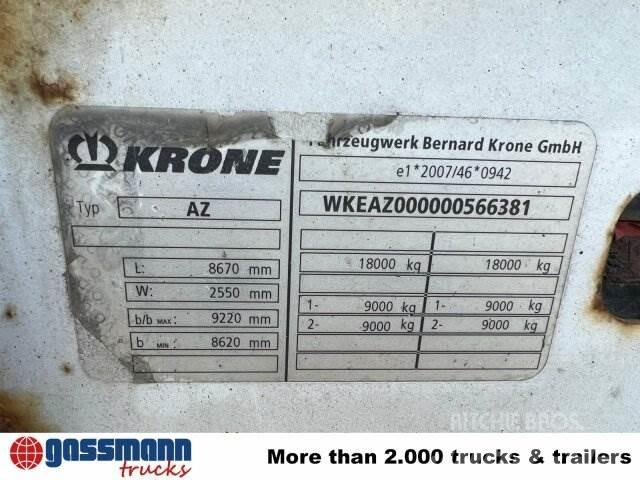 KRONE
Typ AZ
L: 8670 mm
W: 2550 mm
b/b MAX: 9220 mm
b MIN: 8620 mm
Fahrzeugwerk Bernard Krone GmbH
e1*2007/46*0942
WKEAZ000000566381
18000 kg 18000 kg
1- 9000 kg 1- 9000 kg
2- 9000 kg 2- 9000 kg
RITCHIE BROS
gassmann
trucks
More than 2.000 trucks & trailers